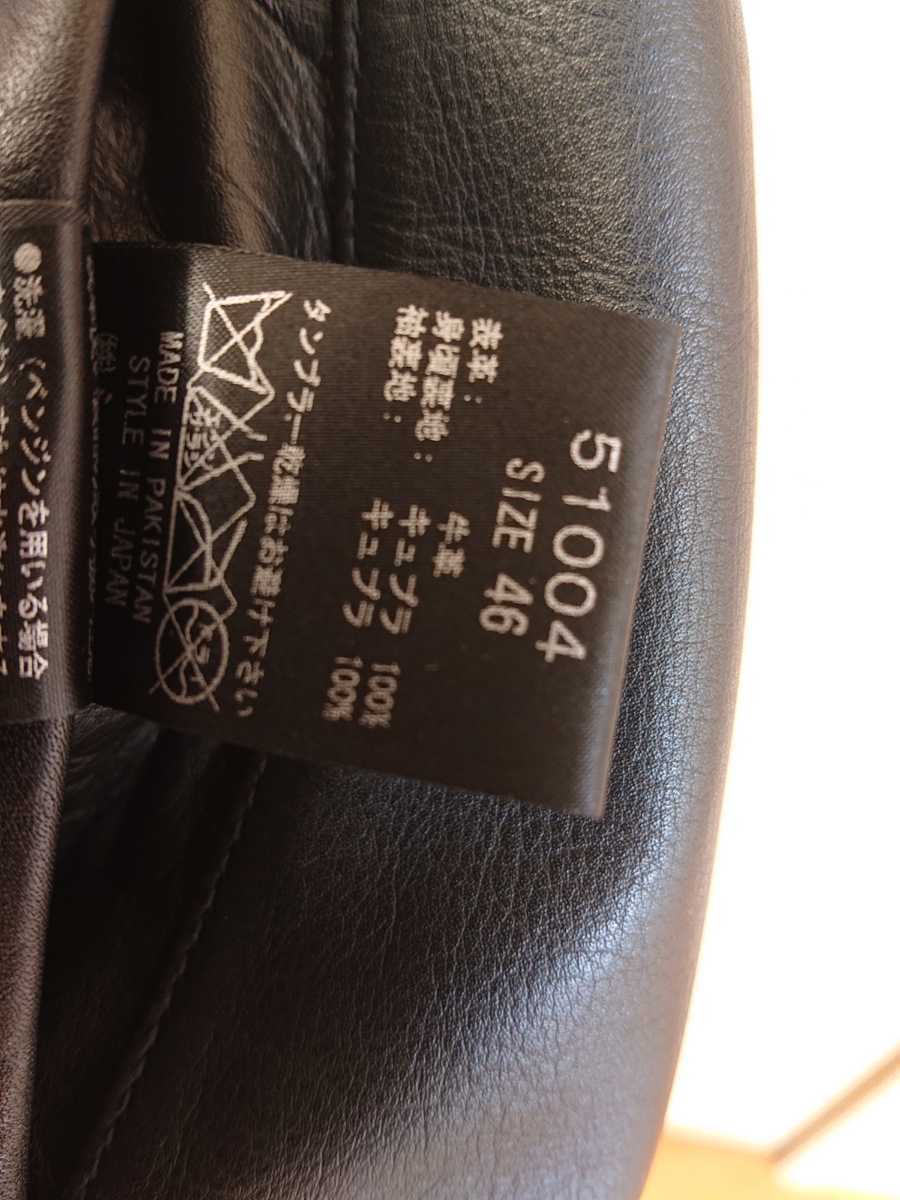 51004
SIZE 46
表革: 牛革
身頃裏地: キュプラ 100%
袖裏地: キュプラ 100%
タンブラー乾燥はお避け下さい
MADE IN PAKISTAN
STYLE IN JAPAN
●洗濯(ベンジンを用いる場合